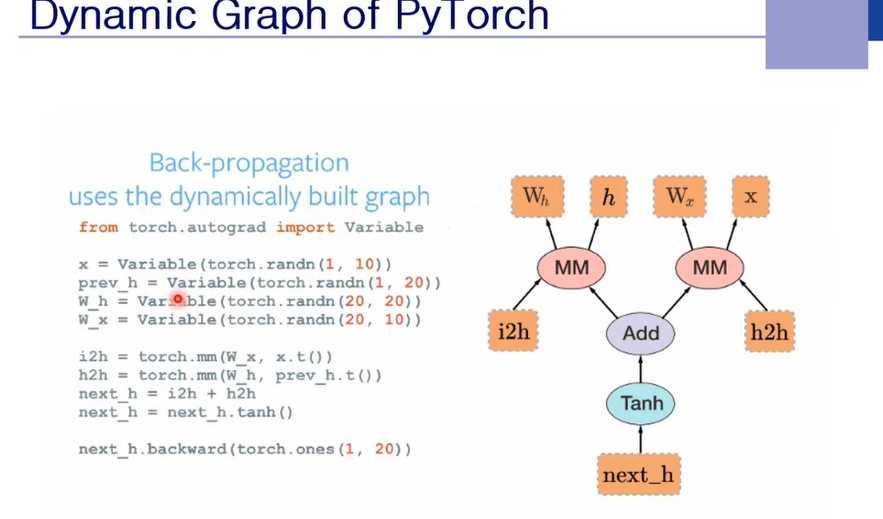 Dynamic Graph of PyTorch
Back-propagation
uses the dynamically built graph
from torch.autograd import Variable
x = Variable(torch.randn(1, 10))
prev_h = Variable(torch.randn(1, 20))
W_h = Variable(torch.randn(20, 20))
W_x = Variable(torch.randn(20, 10))
i2h = torch.mm(W_x, x.t())
h2h = torch.mm(W_h, prev_h.t())
next_h = i2h + h2h
next_h = next_h.tanh()
next_h.backward(torch.ones(1, 20))
Wh h Wx x
MM MM
i2h Add h2h
Tanh
next_h